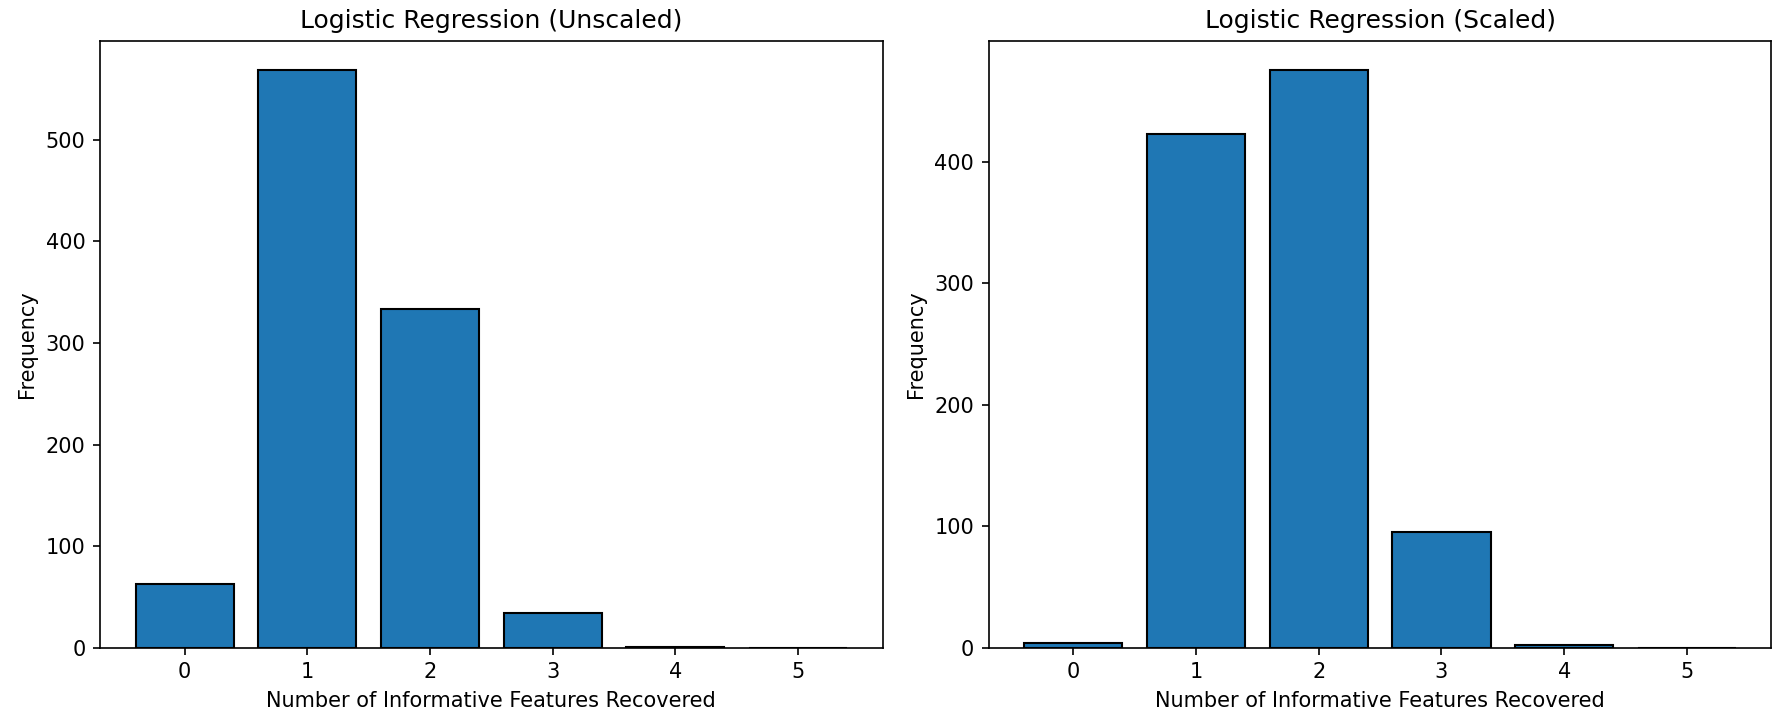 Logistic Regression (Unscaled)
Frequency
500
400
300
200
100
0
0 1 2 3 4 5
Number of Informative Features Recovered
Logistic Regression (Scaled)
Frequency
400
300
200
100
0
0 1 2 3 4 5
Number of Informative Features Recovered